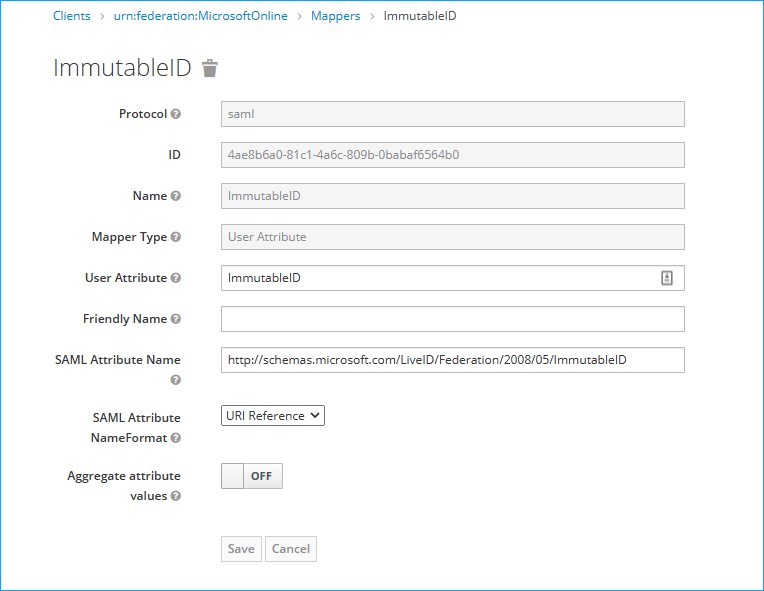 Clients > urn:federation:MicrosoftOnline > Mappers > ImmutableID
ImmutableID
Protocol saml
ID 4ae8b6a0-81c1-4a6c-809b-0babaf6564b0
Name ImmutableID
Mapper Type User Attribute
User Attribute ImmutableID
Friendly Name
SAML Attribute Name http://schemas.microsoft.com/LiveID/Federation/2008/05/ImmutableID
SAML Attribute URI Reference
NameFormat
Aggregate attribute OFF
values
Save Cancel